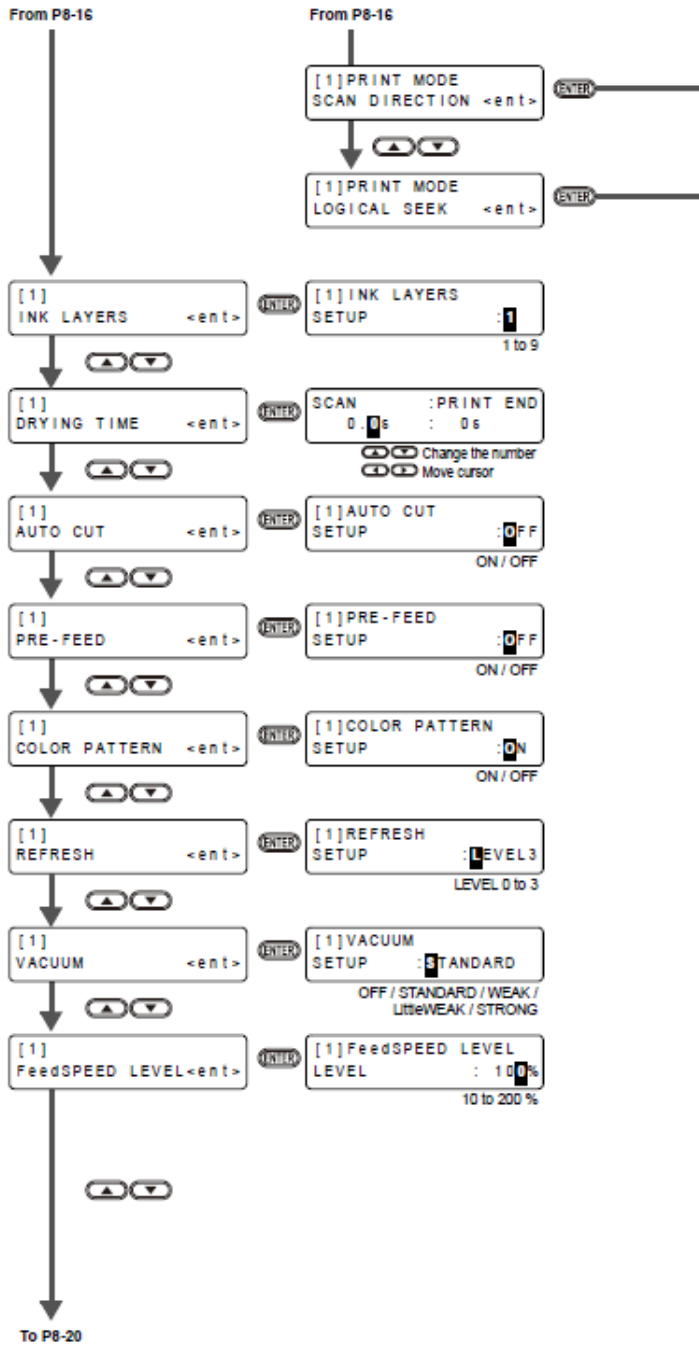 From P8-16
From P8-16
[1]PRINT MODE
SCAN DIRECTION <ent>
ENTER
[1]PRINT MODE
LOGICAL SEEK <ent>
ENTER
[1]
INK LAYERS <ent>
ENTER
[1]INK LAYERS
SETUP :1
1 to 9
[1]
DRYING TIME <ent>
ENTER
SCAN :PRINT END
0.0s : 0s
Change the number
Move cursor
[1]
AUTO CUT <ent>
ENTER
[1]AUTO CUT
SETUP :OFF
ON / OFF
[1]
PRE-FEED <ent>
ENTER
[1]PRE-FEED
SETUP :OFF
ON / OFF
[1]
COLOR PATTERN <ent>
ENTER
[1]COLOR PATTERN
SETUP :ON
ON / OFF
[1]
REFRESH <ent>
ENTER
[1]REFRESH
SETUP :LEVEL3
LEVEL 0 to 3
[1]
VACUUM <ent>
ENTER
[1]VACUUM
SETUP :STANDARD
OFF / STANDARD / WEAK /
LittleWEAK / STRONG
[1]
FeedSPEED LEVEL<ent>
ENTER
[1]FeedSPEED LEVEL
LEVEL : 100%
10 to 200 %
To P8-20